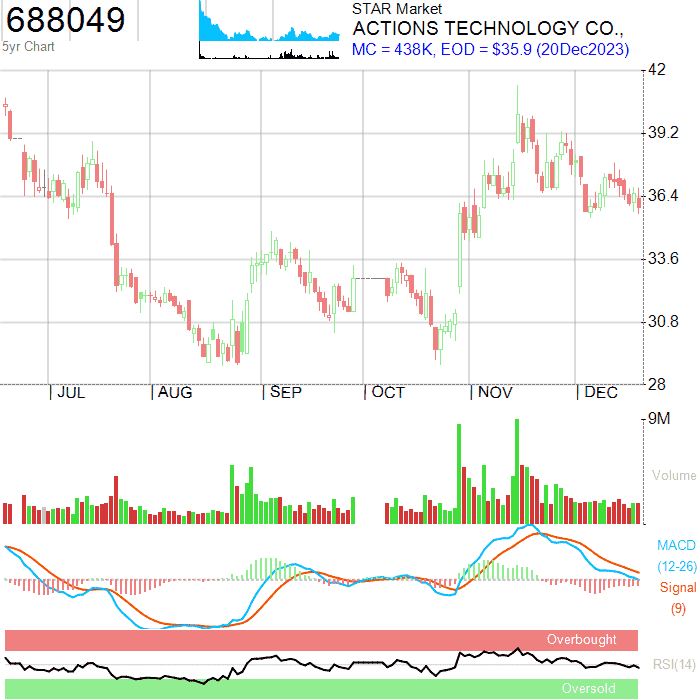 688049
5yr Chart
STAR Market
ACTIONS TECHNOLOGY CO.,
MC = 438K, EOD = $35.9 (20Dec2023)
42
39.2
36.4
33.6
30.8
28
JUL
AUG
SEP
OCT
NOV
DEC
9M
Volume
MACD
(12-26)
Signal
(9)
Overbought
RSI(14)
Oversold